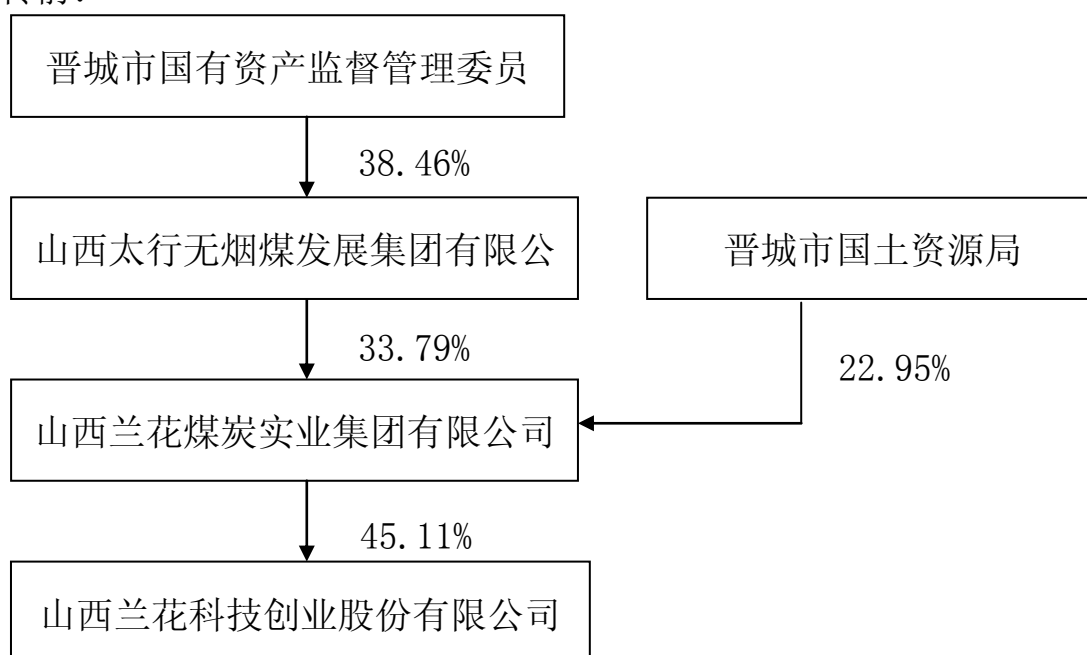 晋城市国有资产监督管理委员
38.46%
山西太行无烟煤发展集团有限公
晋城市国土资源局
33.79%
22.95%
山西兰花煤炭实业集团有限公司
45.11%
山西兰花科技创业股份有限公司